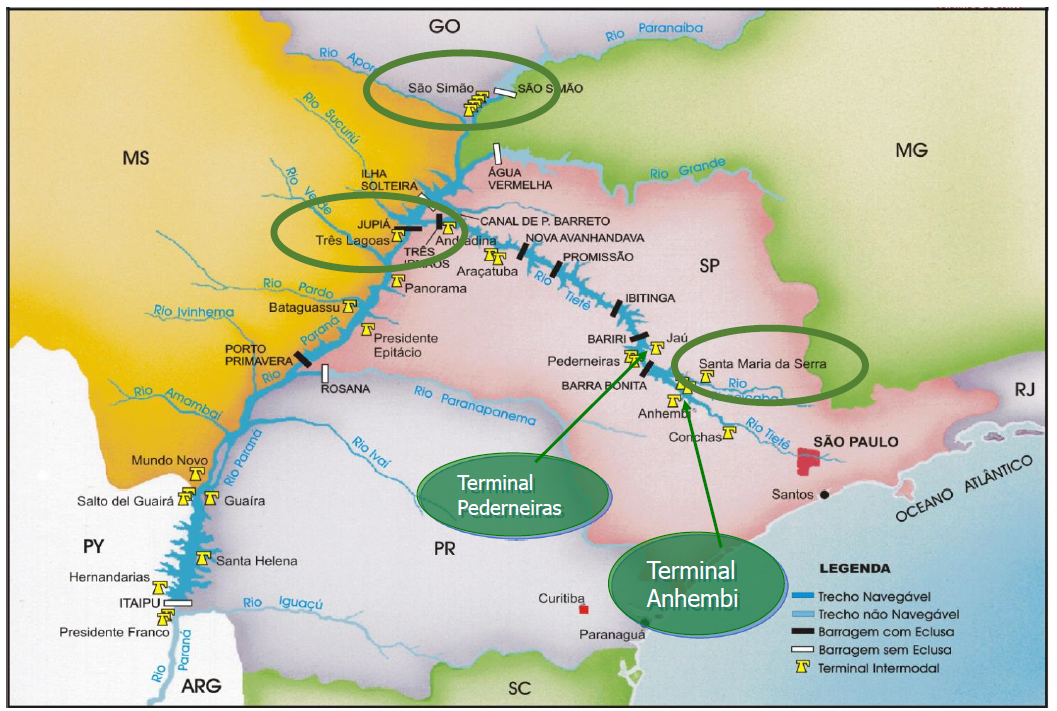 GO
Rio Paranaíba
Rio Apor
São Simão
SÃO SIMÃO
Rio Sucuriú
MS
MG
ILHA
SOLTEIRA
ÁGUA
VERMELHA
Rio Grande
Rio Verde
JUPIÁ
Três Lagoas
CANAL DE P. BARRETO
TRÊS
Andradina
NOVA AVANHANDAVA
Araçatuba
PROMISSÃO
SP
Rio Tietê
Panorama
Rio Pardo
Bataguassu
IBITINGA
Rio Ivinhema
Paraná
Rio
Presidente
Epitácio
BARIRI
Jaú
PORTO
PRIMAVERA
Pederneiras
Santa Maria da Serra
ROSANA
BARRA BONITA
Rio
RJ
Rio Amambai
Rio Paranapanema
Anhembi
Conchas
Rio Tietê
SÃO PAULO
Rio Paraná
Rio Ivaí
Mundo Novo
Salto del Guairá
Guaíra
Terminal
Pederneiras
Santos
OCEANO ATLÂNTICO
PY
PR
Santa Helena
Terminal
Anhembi
Hernandarias
ITAIPU
Rio Iguaçú
Curitiba
Presidente Franco
Paranaguá
Rio
Paraná
ARG
SC
LEGENDA
Trecho Navegável
Trecho não Navegável
Barragem com Eclusa
Barragem sem Eclusa
Terminal Intermodal